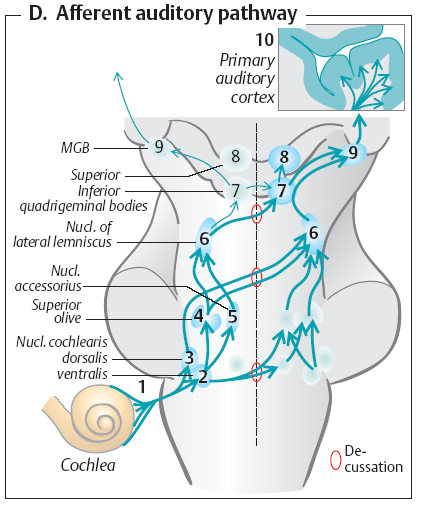 D. Afferent auditory pathway
10
Primary
auditory
cortex
MGB
9
8
8
9
Superior
Inferior
quadrigeminal bodies
7
7
Nucl. of
lateral lemniscus
6
6
Nucl.
accessorius
Superior
olive
4
5
Nucl. cochlearis
dorsalis
ventralis
3
2
1
Cochlea
De-
cussation